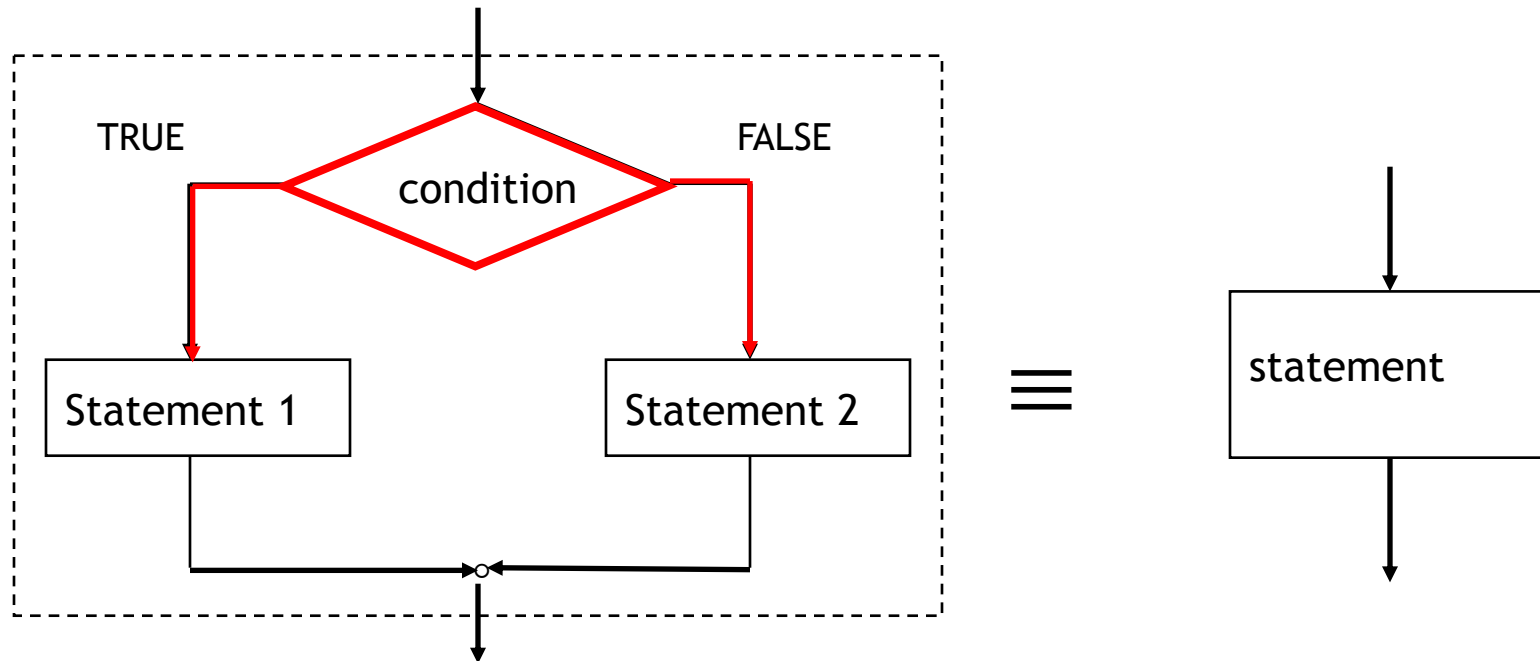 TRUE
FALSE
condition
Statement 1
Statement 2
≡
statement